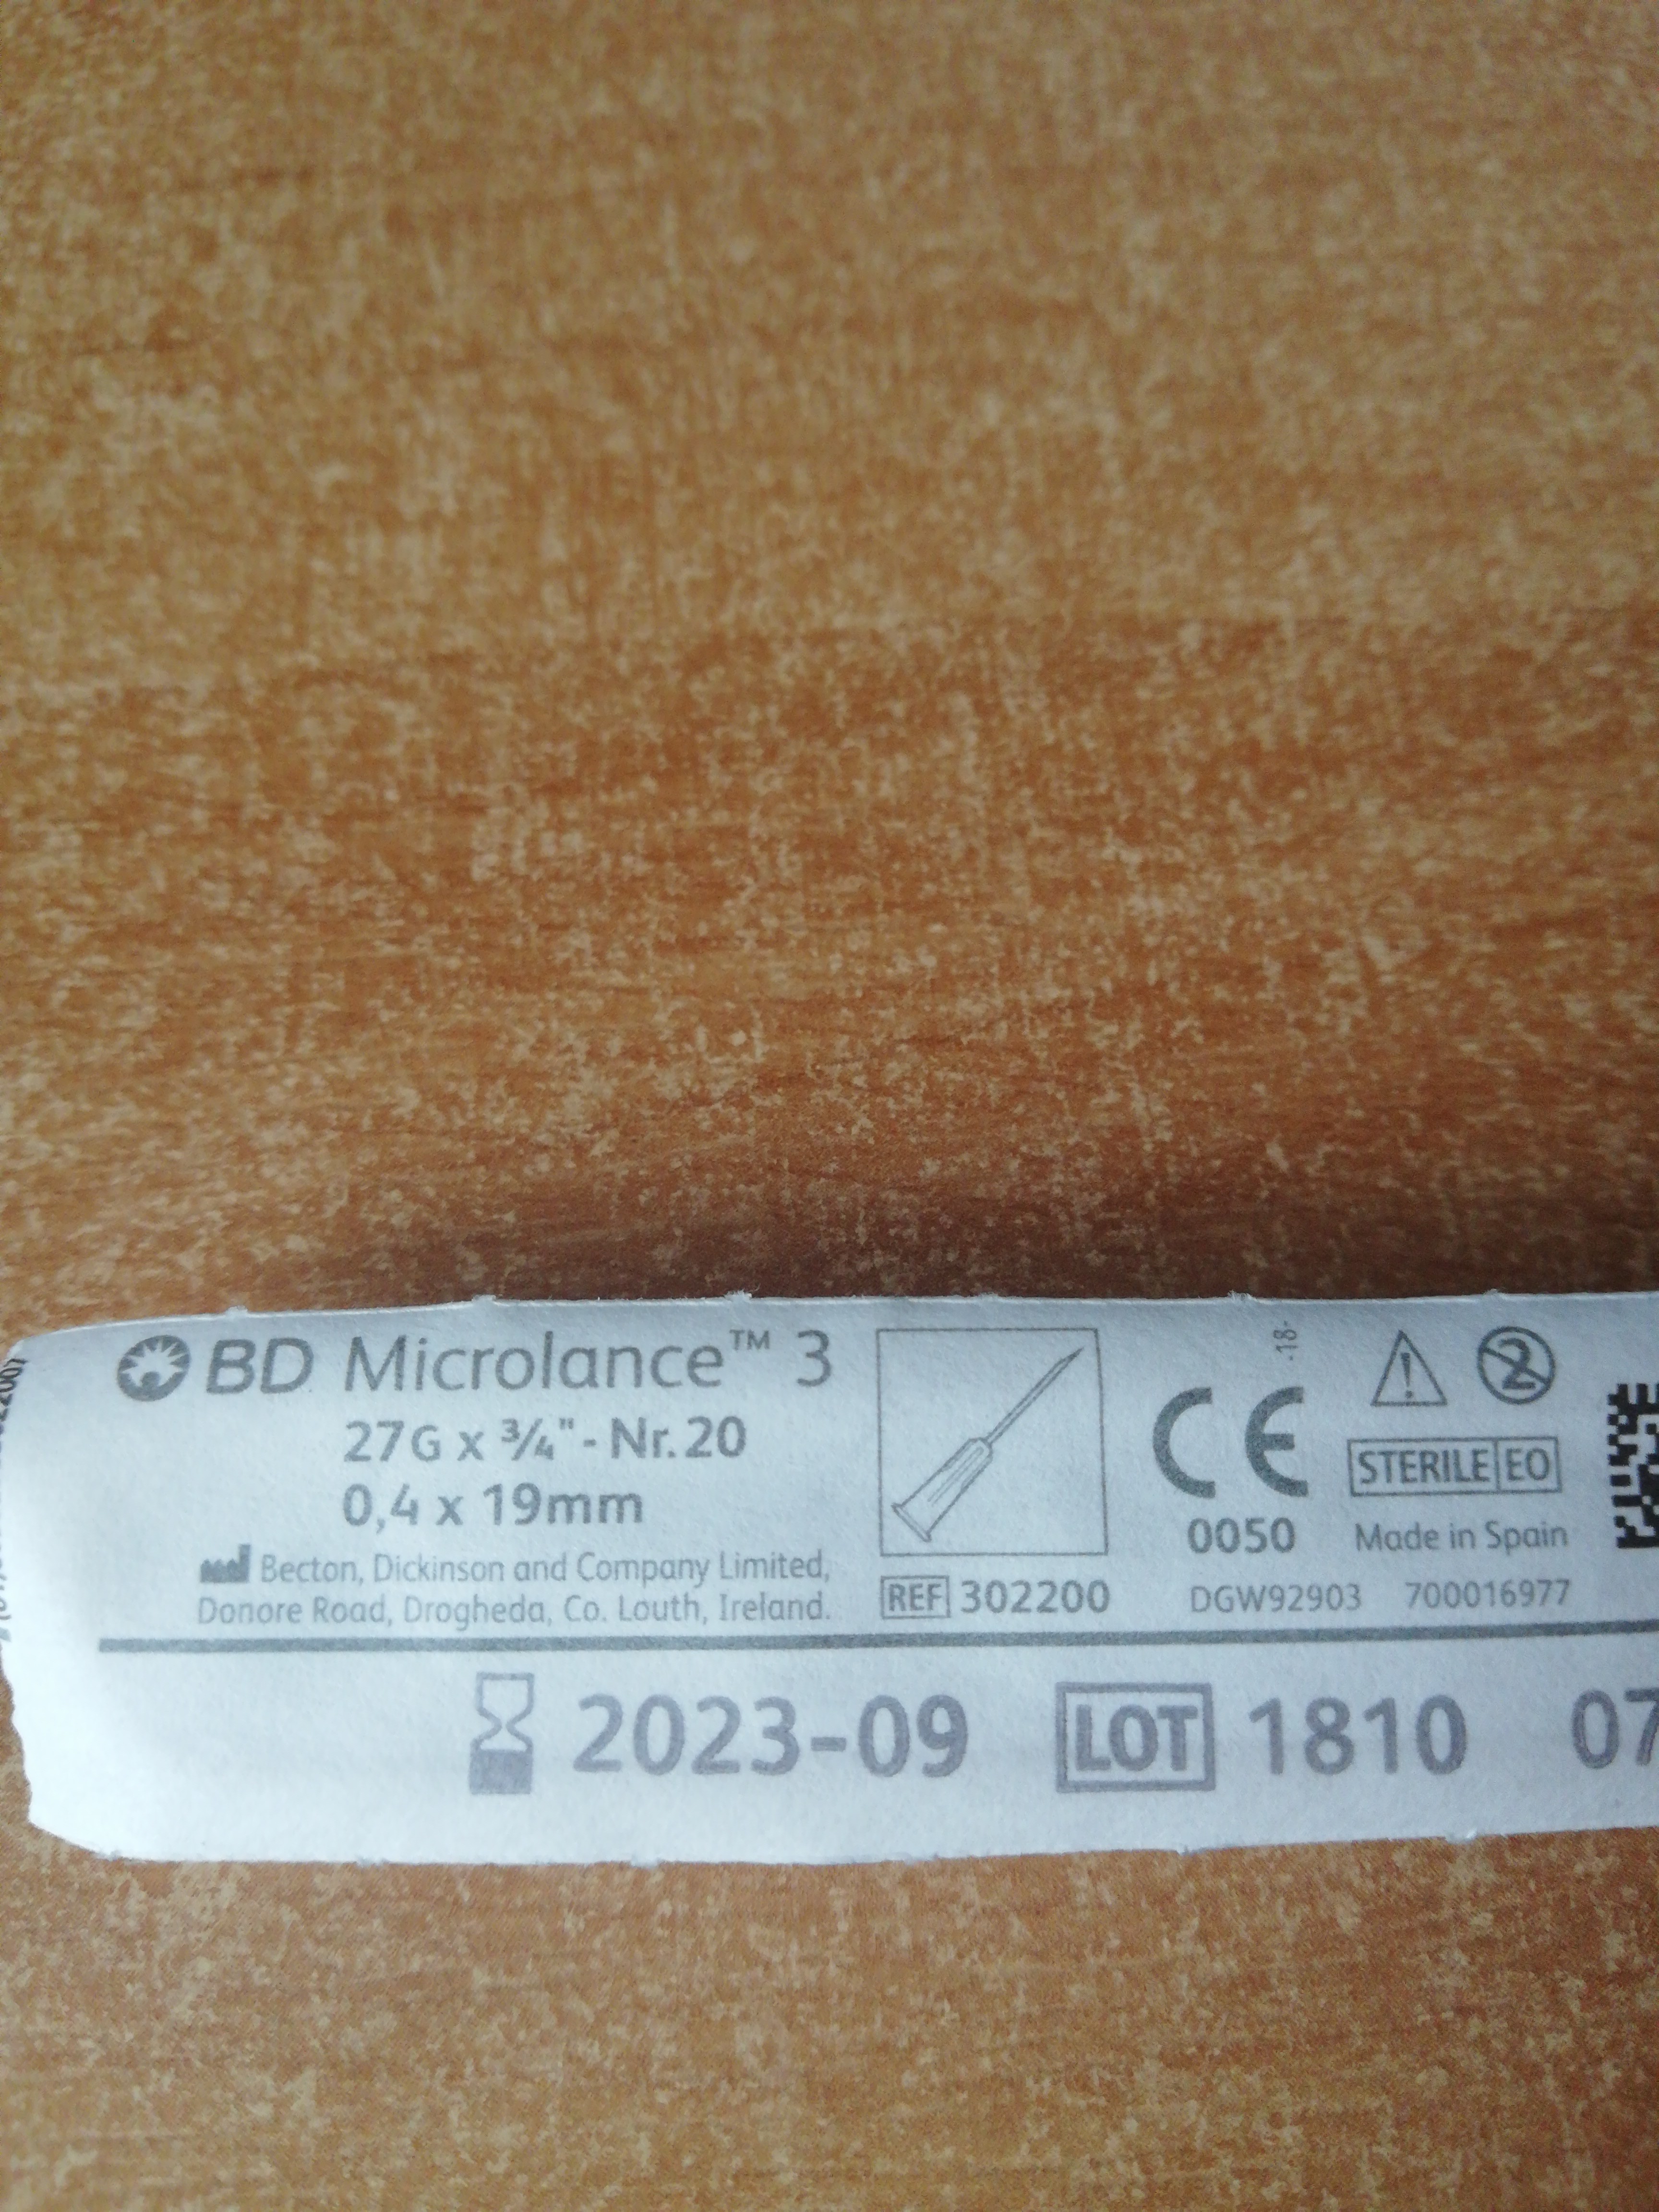 BD Microlance™ 3
27G x ¾" - Nr. 20
0,4 x 19mm
Becton, Dickinson and Company Limited,
Donore Road, Drogheda, Co. Louth, Ireland.
REF 302200
-18-
CE
0050
2
STERILE EO
Made in Spain
DGW92903 700016977
2023-09 LOT 1810 07